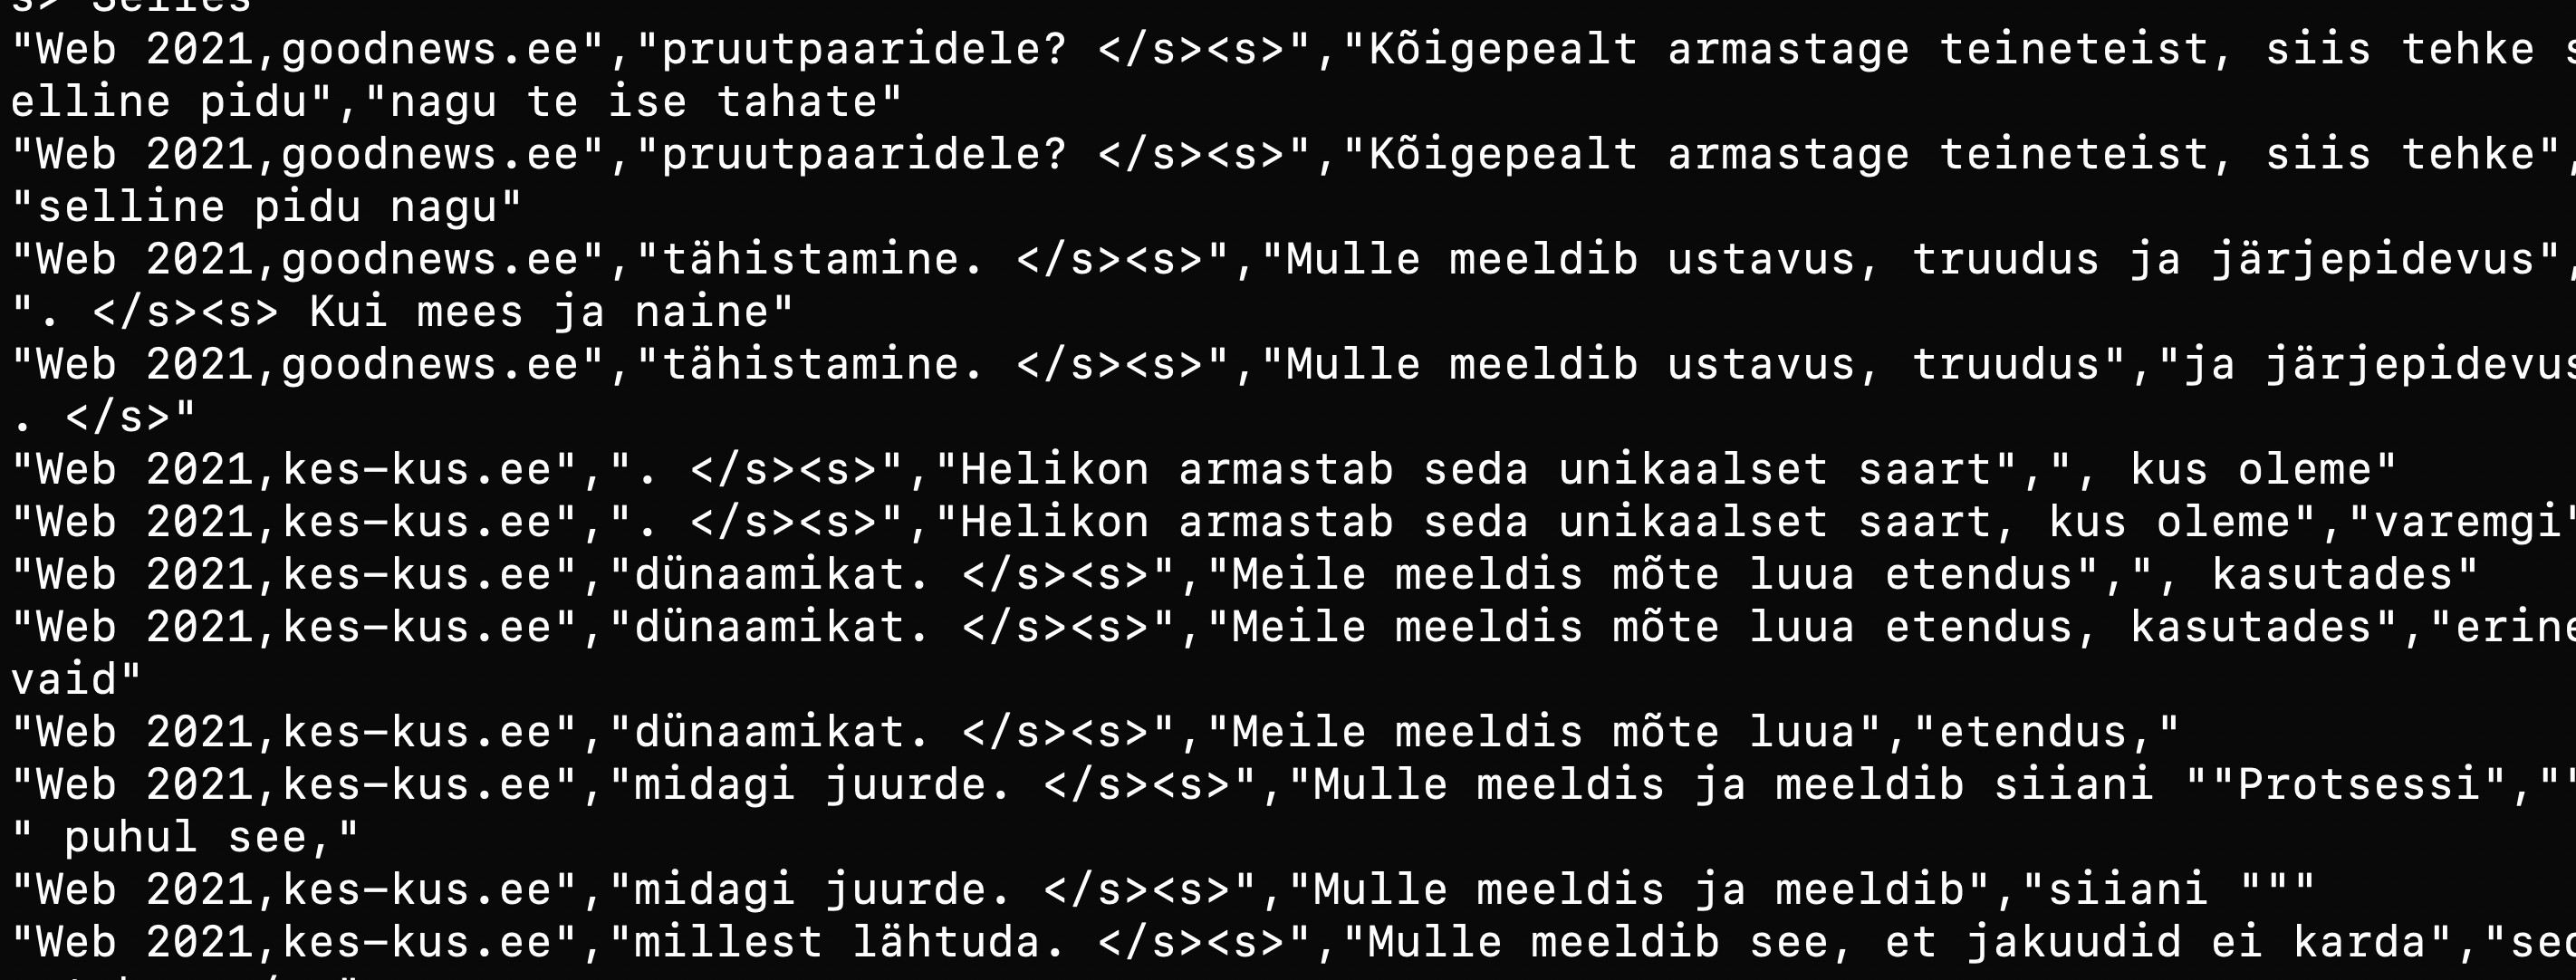 s> Selles
"Web 2021,goodnews.ee","pruutpaaridele? </s><s>","Kõigepealt armastage teineteist, siis tehke s
elline pidu","nagu te ise tahate"
"Web 2021,goodnews.ee","pruutpaaridele? </s><s>","Kõigepealt armastage teineteist, siis tehke",
"selline pidu nagu"
"Web 2021,goodnews.ee","tähistamine. </s><s>","Mulle meeldib ustavus, truudus ja järjepidevus",
". </s><s> Kui mees ja naine"
"Web 2021,goodnews.ee","tähistamine. </s><s>","Mulle meeldib ustavus, truudus","ja järjepidevus
. </s>"
"Web 2021,kes-kus.ee",". </s><s>","Helikon armastab seda unikaalset saart",", kus oleme"
"Web 2021,kes-kus.ee",". </s><s>","Helikon armastab seda unikaalset saart, kus oleme","varemgi"
"Web 2021,kes-kus.ee","dünaamikat. </s><s>","Meile meeldis mõte luua etendus",", kasutades"
"Web 2021,kes-kus.ee","dünaamikat. </s><s>","Meile meeldis mõte luua etendus, kasutades","erine
vaid"
"Web 2021,kes-kus.ee","dünaamikat. </s><s>","Meile meeldis mõte luua","etendus,"
"Web 2021,kes-kus.ee","midagi juurde. </s><s>","Mulle meeldis ja meeldib siiani ""Protsessi",""
" puhul see,"
"Web 2021,kes-kus.ee","midagi juurde. </s><s>","Mulle meeldis ja meeldib","siiani """
"Web 2021,kes-kus.ee","millest lähtuda. </s><s>","Mulle meeldib see, et jakuudid ei karda","sed